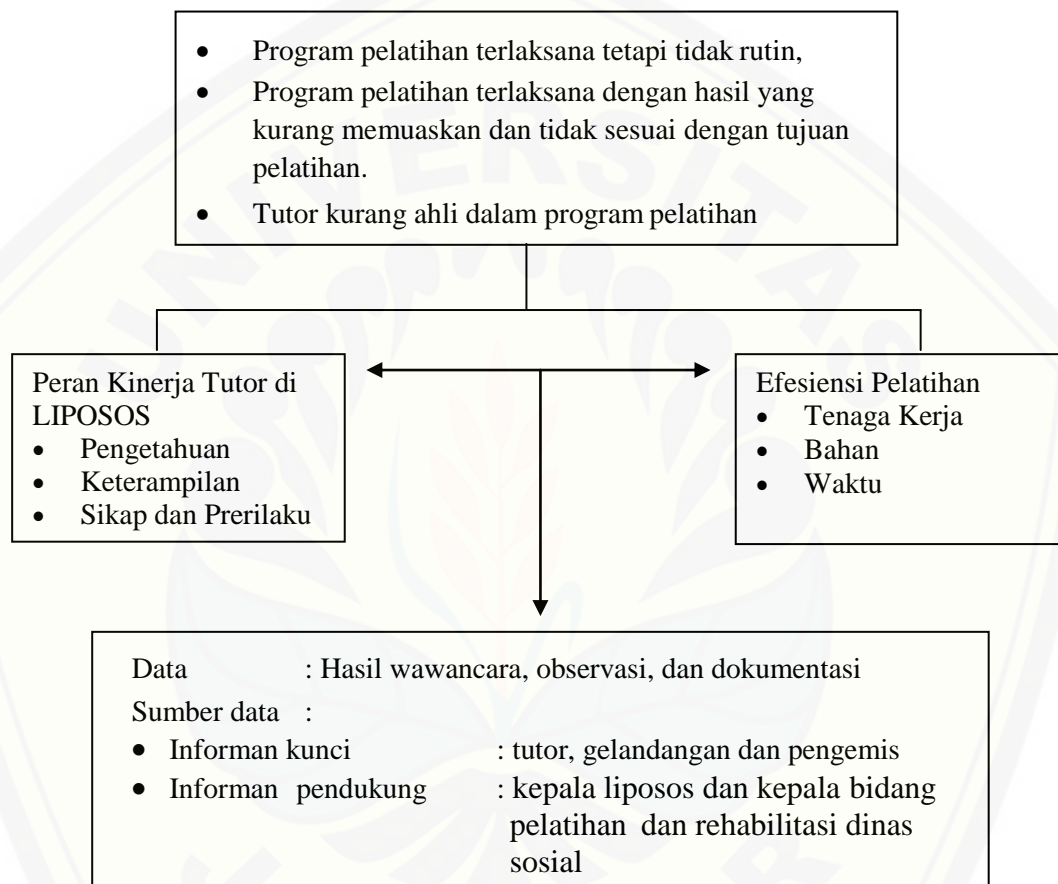 • Program pelatihan terlaksana tetapi tidak rutin,
• Program pelatihan terlaksana dengan hasil yang
kurang memuaskan dan tidak sesuai dengan tujuan
pelatihan.
• Tutor kurang ahli dalam program pelatihan
Peran Kinerja Tutor di
LIPOSOS
• Pengetahuan
• Keterampilan
• Sikap dan Prerilaku
Efesiensi Pelatihan
• Tenaga Kerja
• Bahan
• Waktu
Data : Hasil wawancara, observasi, dan dokumentasi
Sumber data :
• Informan kunci : tutor, gelandangan dan pengemis
• Informan pendukung : kepala liposos dan kepala bidang
pelatihan dan rehabilitasi dinas
sosial
UNIVERSITAS